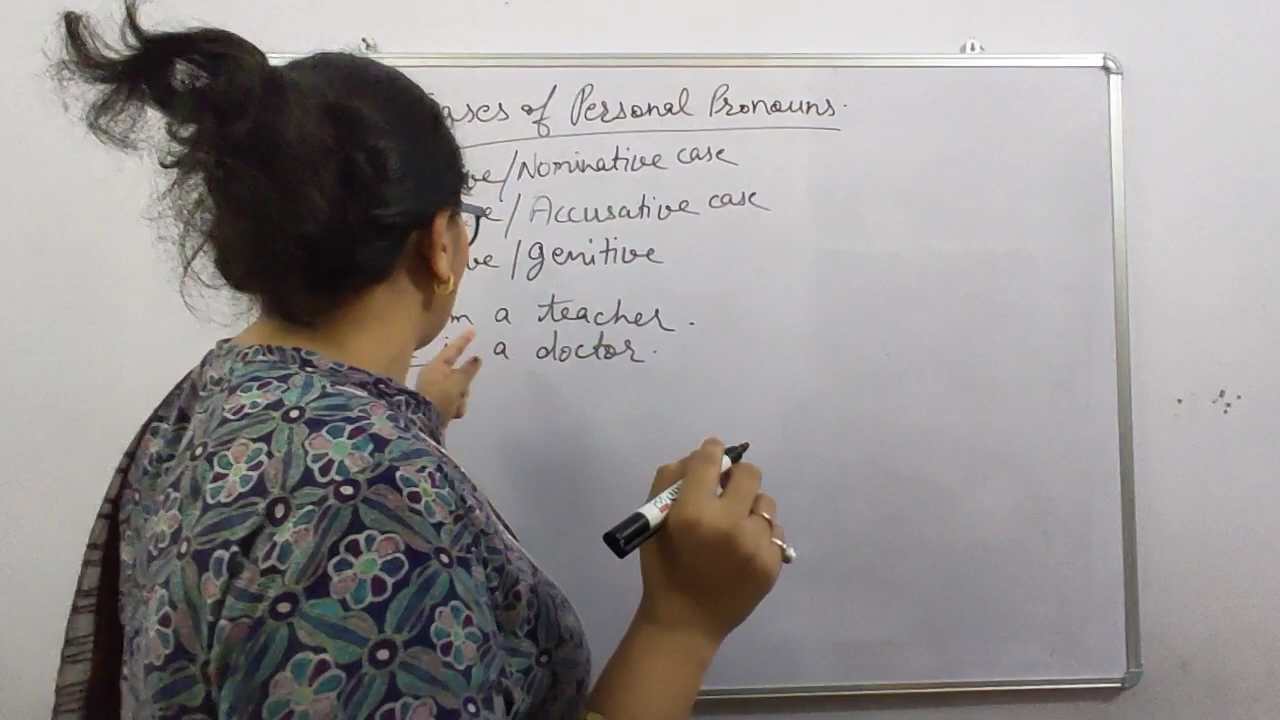 of Personal Pronouns.
/Nominative case
/Accusative case
/genitive
a teacher.
a doctor.